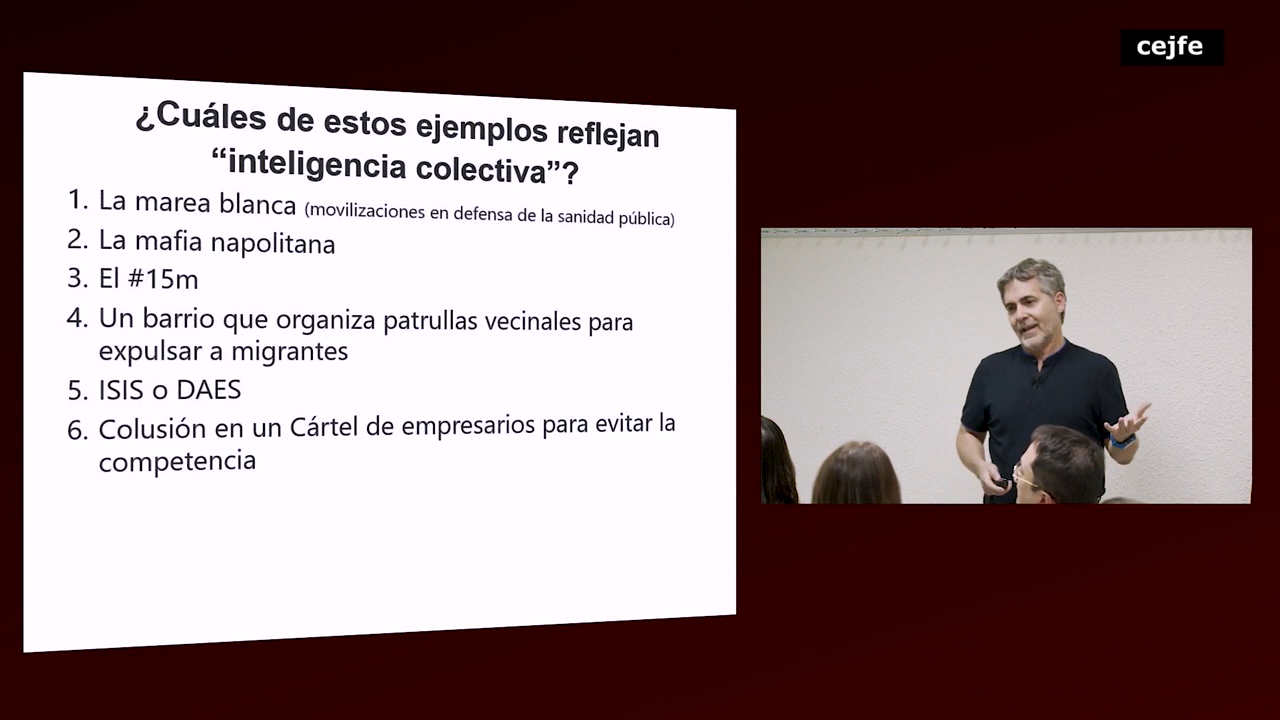 cejfe
¿Cuáles de estos ejemplos reflejan
“inteligencia colectiva”?
1. La marea blanca (movilizaciones en defensa de la sanidad pública)
2. La mafia napolitana
3. El #15m
4. Un barrio que organiza patrullas vecinales para
expulsar a migrantes
5. ISIS o DAES
6. Colusión en un Cártel de empresarios para evitar la
competencia